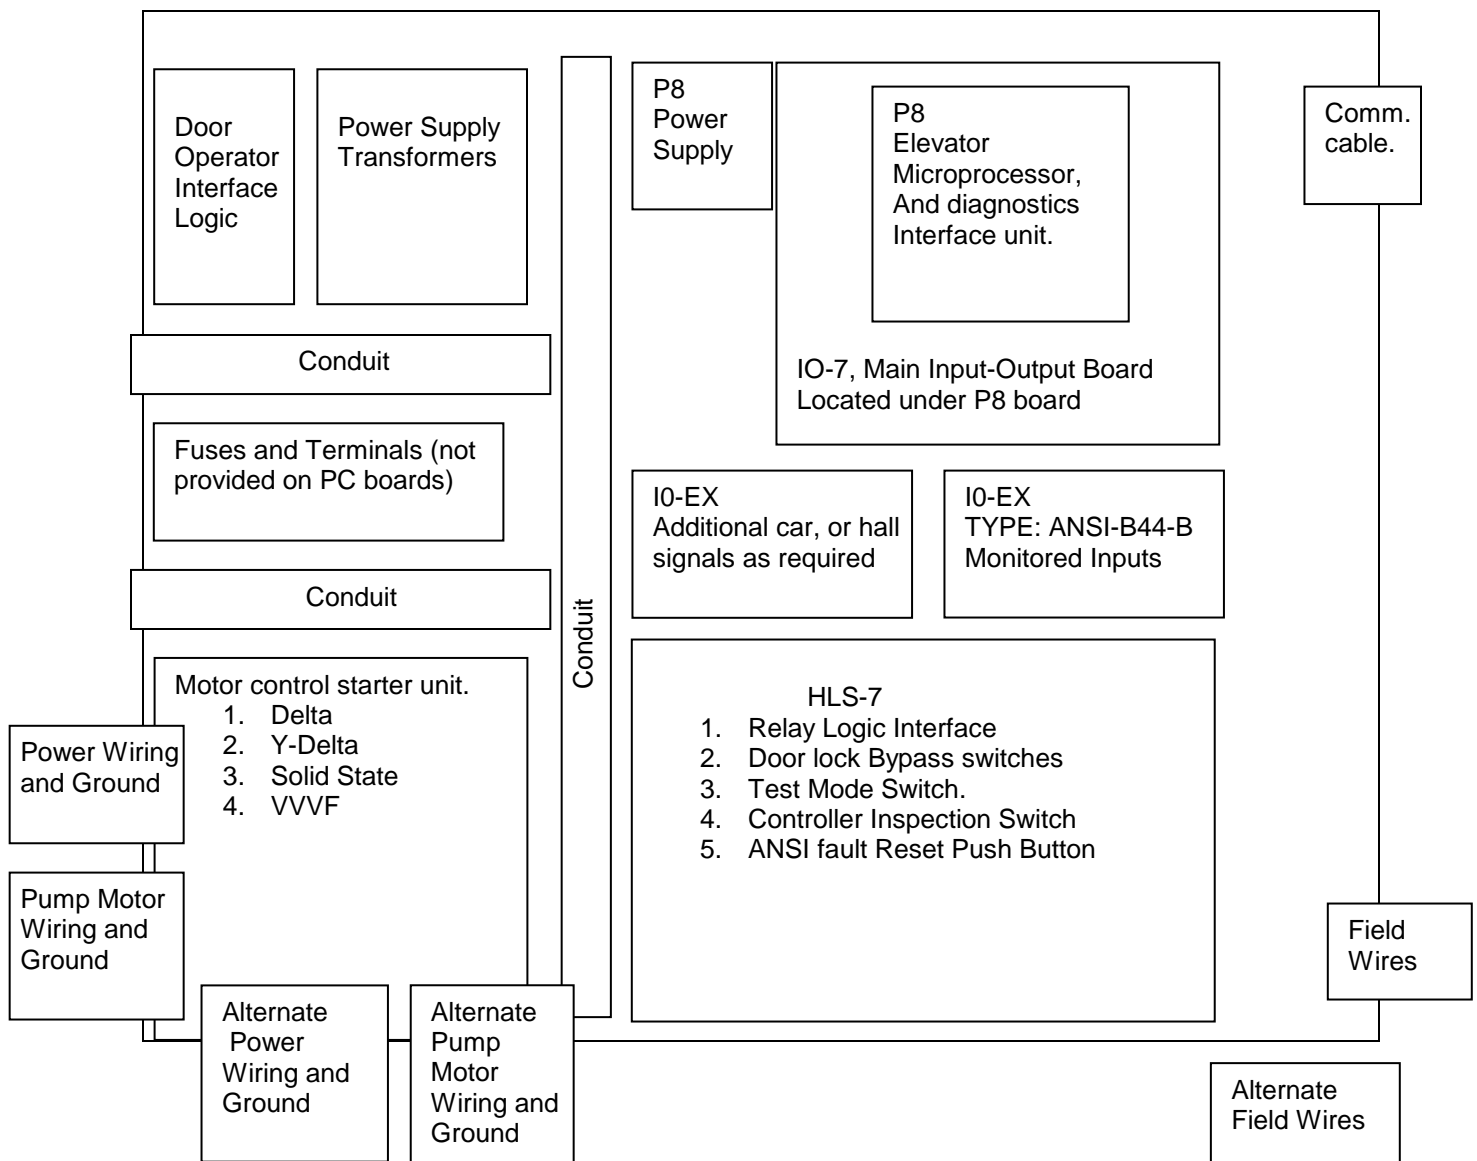 Door
Operator
Interface
Logic
Power Supply
Transformers
P8
Power
Supply
P8
Elevator
Microprocessor,
And diagnostics
Interface unit.
Comm.
cable.
Conduit
IO-7, Main Input-Output Board
Located under P8 board
Fuses and Terminals (not
provided on PC boards)
I0-EX
Additional car, or hall
signals as required
I0-EX
TYPE: ANSI-B44-B
Monitored Inputs
Conduit
Conduit
Motor control starter unit.
1. Delta
2. Y-Delta
3. Solid State
4. VVVF
HLS-7
1. Relay Logic Interface
2. Door lock Bypass switches
3. Test Mode Switch.
4. Controller Inspection Switch
5. ANSI fault Reset Push Button
Power Wiring
and Ground
Pump Motor
Wiring and
Ground
Field
Wires
Alternate
Power
Wiring and
Ground
Alternate
Pump
Motor
Wiring and
Ground
Alternate
Field Wires